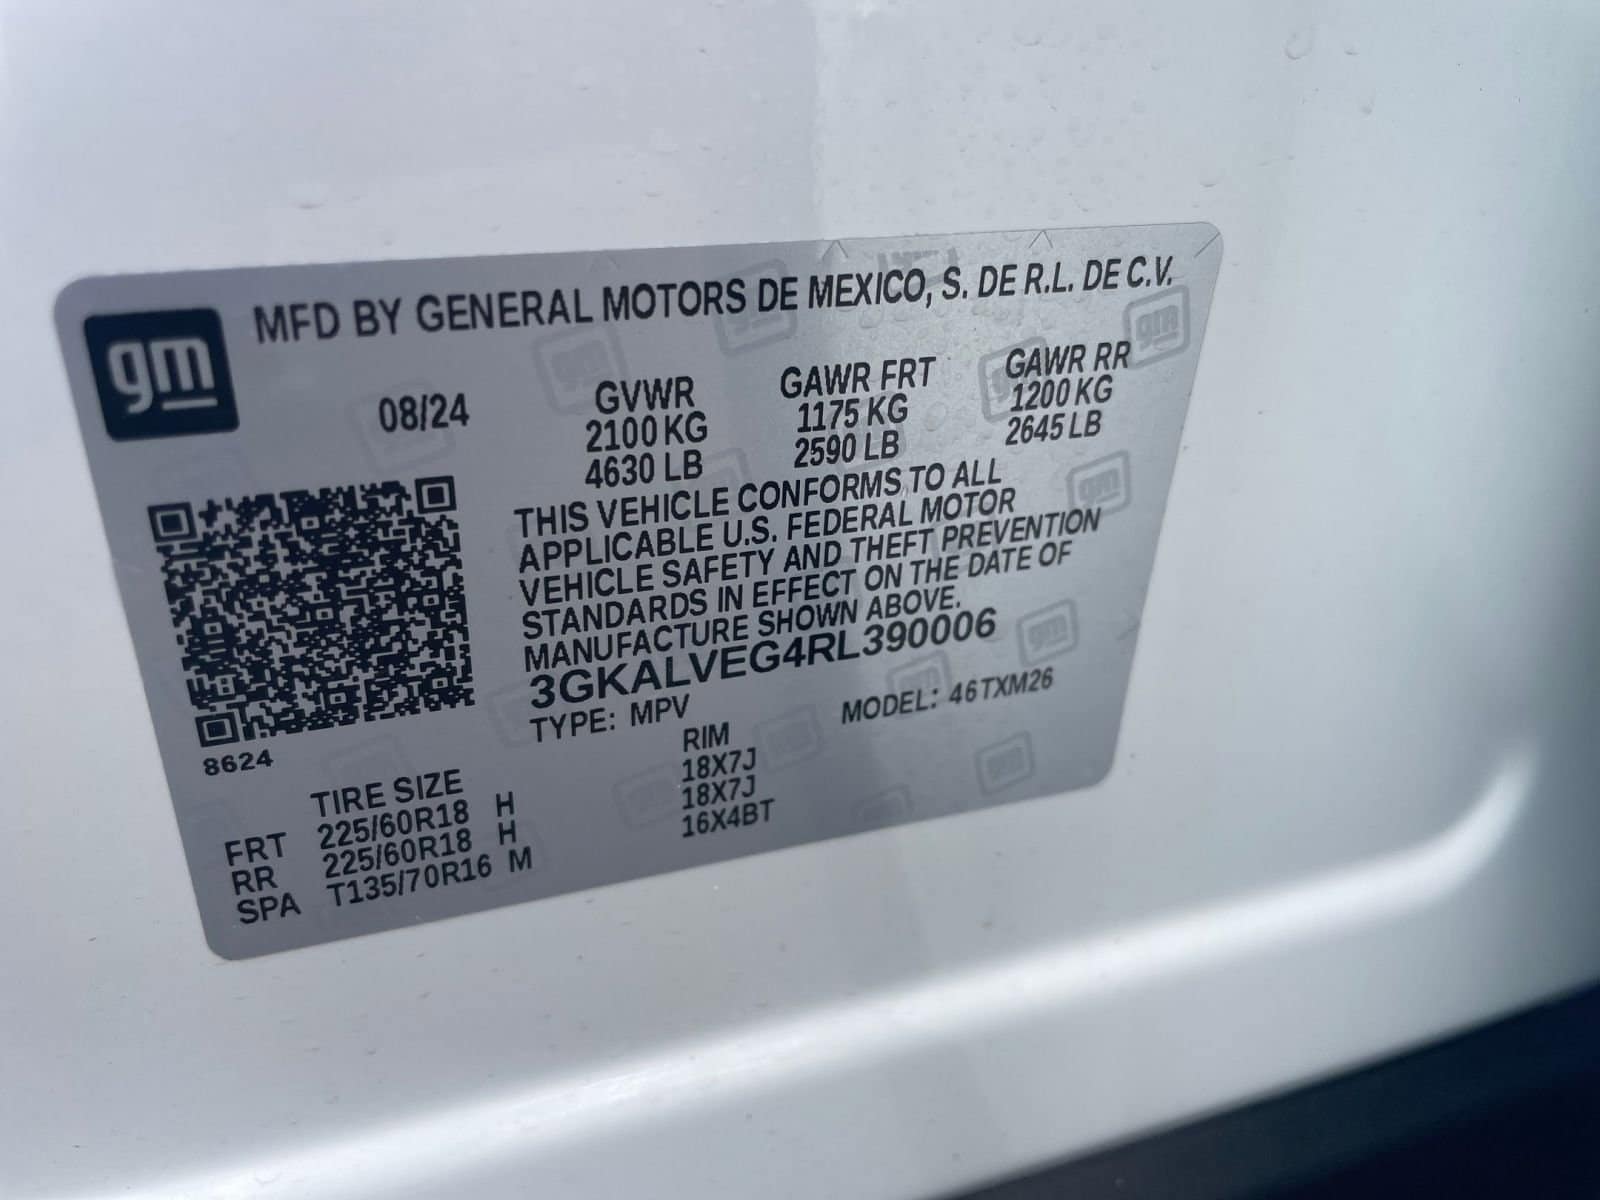 gm
MFD BY GENERAL MOTORS DE MEXICO, S. DE R.L. DE C.V.
08/24
GVWR
2100 KG
4630 LB
GAWR FRT
1175 KG
2590 LB
GAWR RR
1200 KG
2645 LB
THIS VEHICLE CONFORMS TO ALL
APPLICABLE U.S. FEDERAL MOTOR
VEHICLE SAFETY AND THEFT PREVENTION
STANDARDS IN EFFECT ON THE DATE OF
MANUFACTURE SHOWN ABOVE.
3GKALVEG4RL390006
TYPE: MPV
MODEL: 46TXM26
8624
TIRE SIZE
RIM
FRT 225/60R18 H 18X7J
RR 225/60R18 H 18X7J
SPA T135/70R16 M 16X4BT